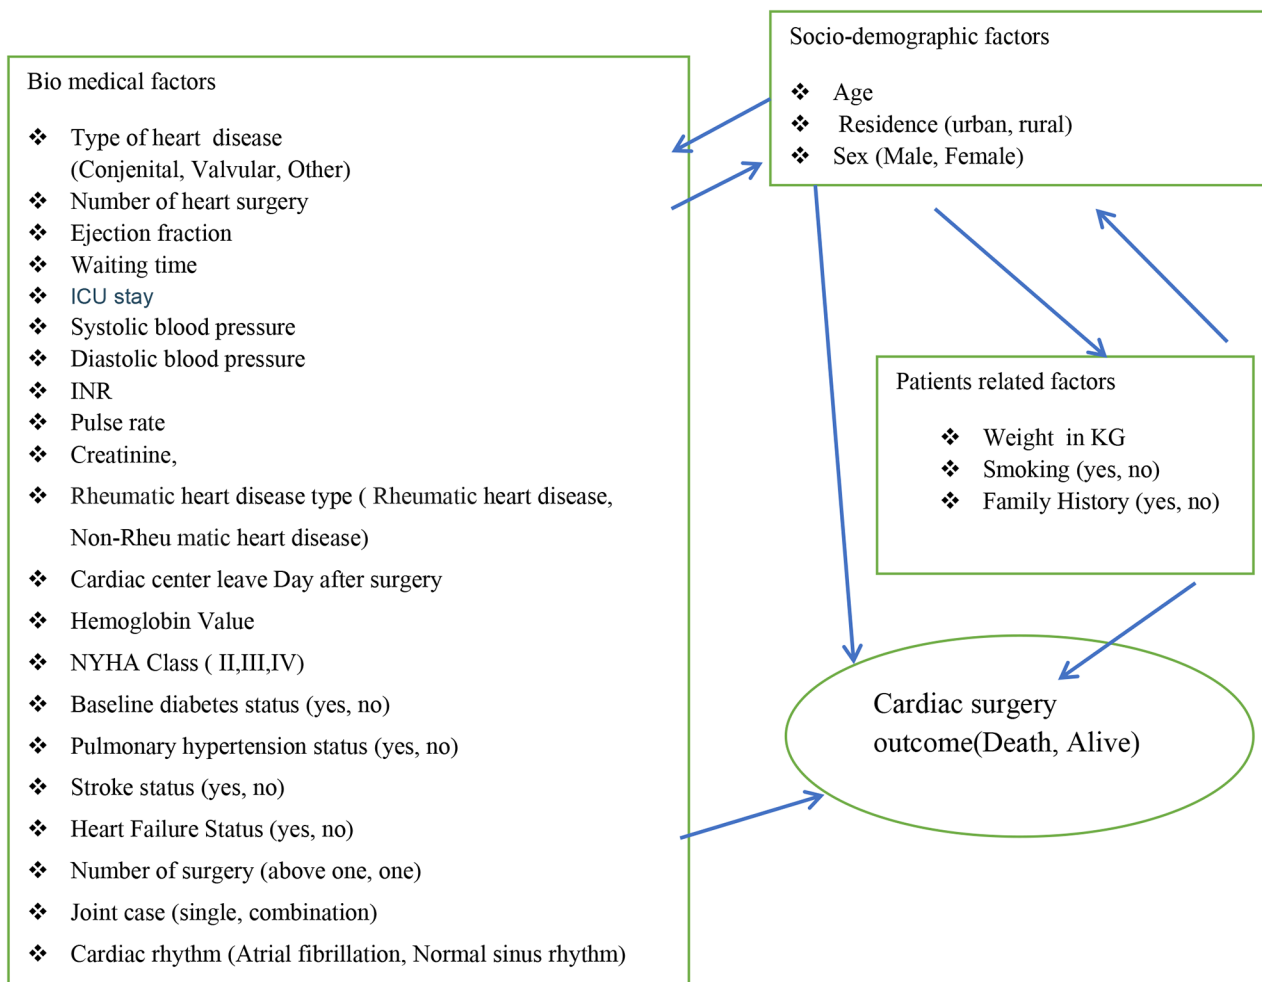 Bio medical factors
❖ Type of heart disease
(Conjenital, Valvular, Other)
❖ Number of heart surgery
❖ Ejection fraction
❖ Waiting time
❖ ICU stay
❖ Systolic blood pressure
❖ Diastolic blood pressure
❖ INR
❖ Pulse rate
❖ Creatinine,
❖ Rheumatic heart disease type ( Rheumatic heart disease,
Non-Rheu matic heart disease)
❖ Cardiac center leave Day after surgery
❖ Hemoglobin Value
❖ NYHA Class ( II,III,IV)
❖ Baseline diabetes status (yes, no)
❖ Pulmonary hypertension status (yes, no)
❖ Stroke status (yes, no)
❖ Heart Failure Status (yes, no)
❖ Number of surgery (above one, one)
❖ Joint case (single, combination)
❖ Cardiac rhythm (Atrial fibrillation, Normal sinus rhythm)
Socio-demographic factors
❖ Age
❖ Residence (urban, rural)
❖ Sex (Male, Female)
Patients related factors
❖ Weight in KG
❖ Smoking (yes, no)
❖ Family History (yes, no)
Cardiac surgery
outcome(Death, Alive)